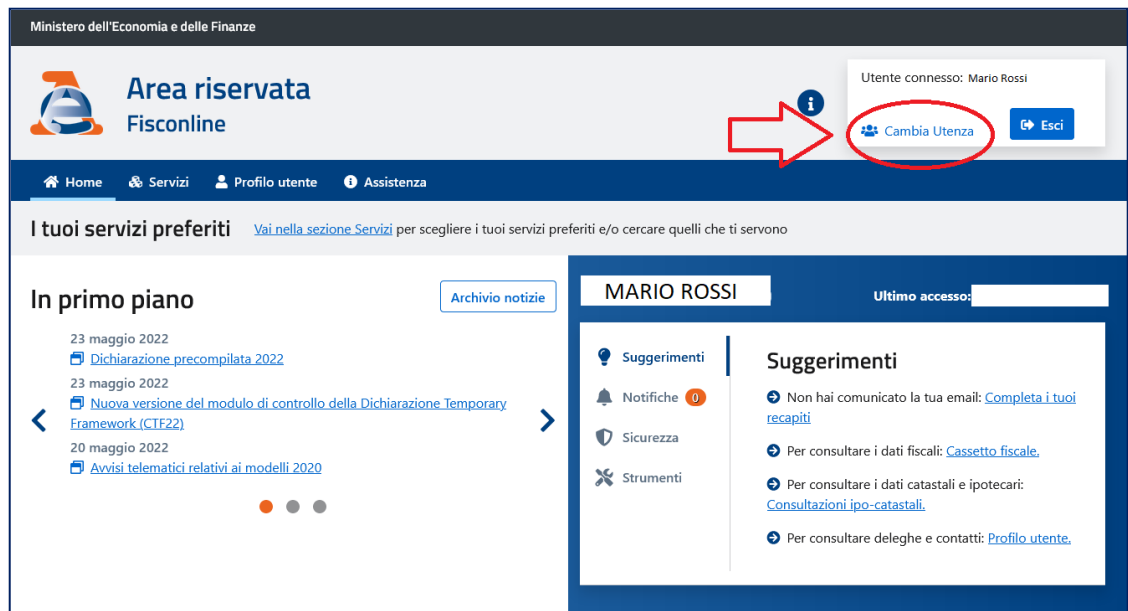 Ministero dell'Economia e delle Finanze
Area riservata
Fisconline
Utente connesso: Mario Rossi
Cambia Utenza
Esci
Home
Servizi
Profilo utente
Assistenza
I tuoi servizi preferiti
Vai nella sezione Servizi per scegliere i tuoi servizi preferiti e/o cercare quelli che ti servono
In primo piano
Archivio notizie
23 maggio 2022
Dichiarazione precompilata 2022
23 maggio 2022
Nuova versione del modulo di controllo della Dichiarazione Temporary
Framework (CTF22)
20 maggio 2022
Avvisi telematici relativi ai modelli 2020
MARIO ROSSI
Ultimo accesso:
Suggerimenti
Notifiche 0
Sicurezza
Strumenti
Suggerimenti
Non hai comunicato la tua email: Completa i tuoi
recapiti
Per consultare i dati fiscali: Cassetto fiscale.
Per consultare i dati catastali e ipotecari:
Consultazioni ipo-catastali.
Per consultare deleghe e contatti: Profilo utente.